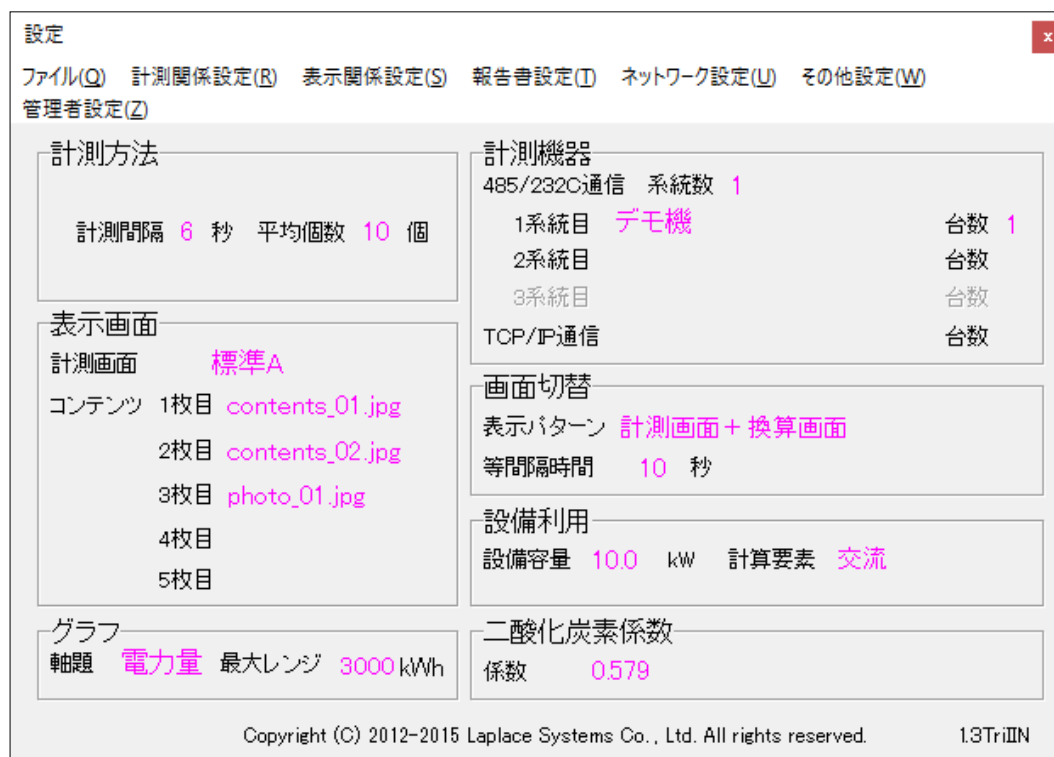 設定
x
ファイル(Q) 計測関係設定(R) 表示関係設定(S) 報告書設定(T) ネットワーク設定(U) その他設定(W)
管理者設定(Z)
計測方法
計測間隔 6 秒 平均個数 10 個
表示画面
計測画面 標準A
コンテンツ 1枚目 contents_01.jpg
2枚目 contents_02.jpg
3枚目 photo_01.jpg
4枚目
5枚目
グラフ
軸題 電力量 最大レンジ 3000 kWh
計測機器
485/232C通信 系統数 1
1系統目 デモ機 台数 1
2系統目 台数
3系統目 台数
TCP/IP通信 台数
画面切替
表示パターン 計測画面+換算画面
等間隔時間 10 秒
設備利用
設備容量 10.0 kW 計算要素 交流
二酸化炭素係数
係数 0.579
Copyright (C) 2012-2015 Laplace Systems Co., Ltd. All rights reserved. 1.3TriⅡN